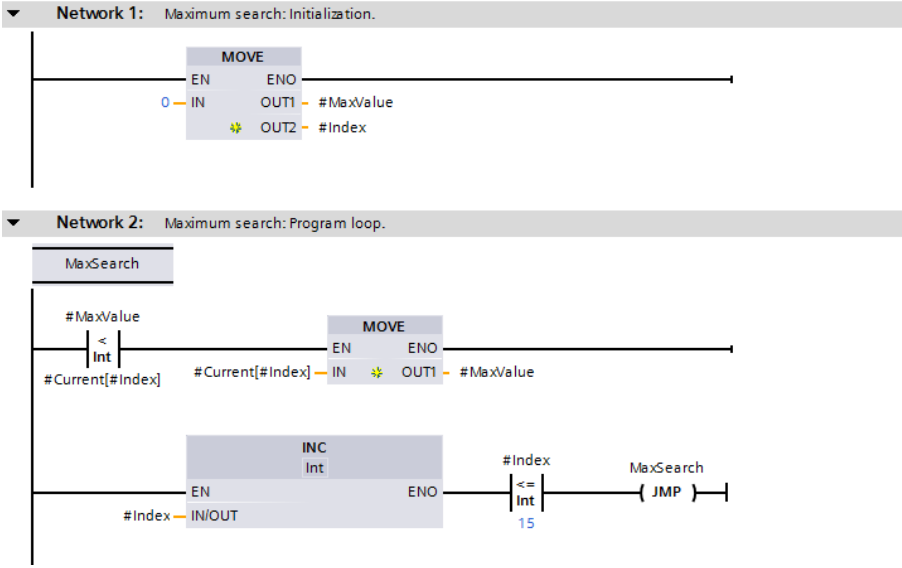 Network 1: Maximum search: Initialization.
MOVE
EN ENO
0 IN OUT1 #MaxValue
OUT2 #Index
Network 2: Maximum search: Program loop.
MaxSearch
#MaxValue
MOVE
<
Int
EN ENO
#Current[#Index]
#Current[#Index] IN OUT1 #MaxValue
INC
Int
#Index
MaxSearch
EN ENO
<=
Int
JMP
#Index IN/OUT
15